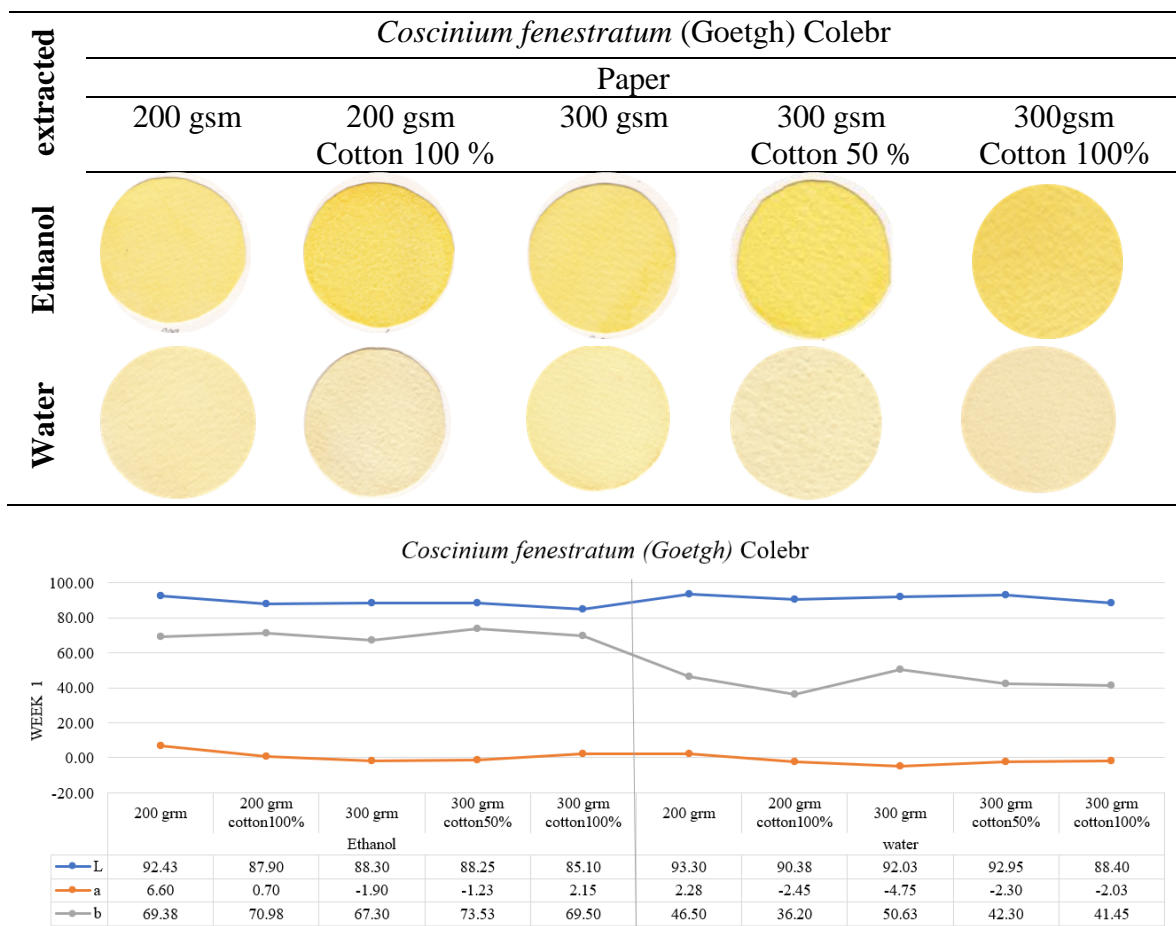 extracted
Coscinium fenestratum (Goetgh) Colebr
Paper
200 gsm
200 gsm
Cotton 100 %
300 gsm
300 gsm
Cotton 50 %
300gsm
Cotton 100%
Ethanol
Water
Coscinium fenestratum (Goetgh) Colebr
WEEK 1
100.00
80.00
60.00
40.00
20.00
0.00
-20.00
200 grm
200 grm
cotton100%
300 grm
300 grm
cotton50%
300 grm
cotton100%
200 grm
200 grm
cotton100%
300 grm
300 grm
cotton50%
300 grm
cotton100%
Ethanol
water
L 92.43 87.90 88.30 88.25 85.10 93.30 90.38 92.03 92.95 88.40
a 6.60 0.70 -1.90 -1.23 2.15 2.28 -2.45 -4.75 -2.30 -2.03
b 69.38 70.98 67.30 73.53 69.50 46.50 36.20 50.63 42.30 41.45